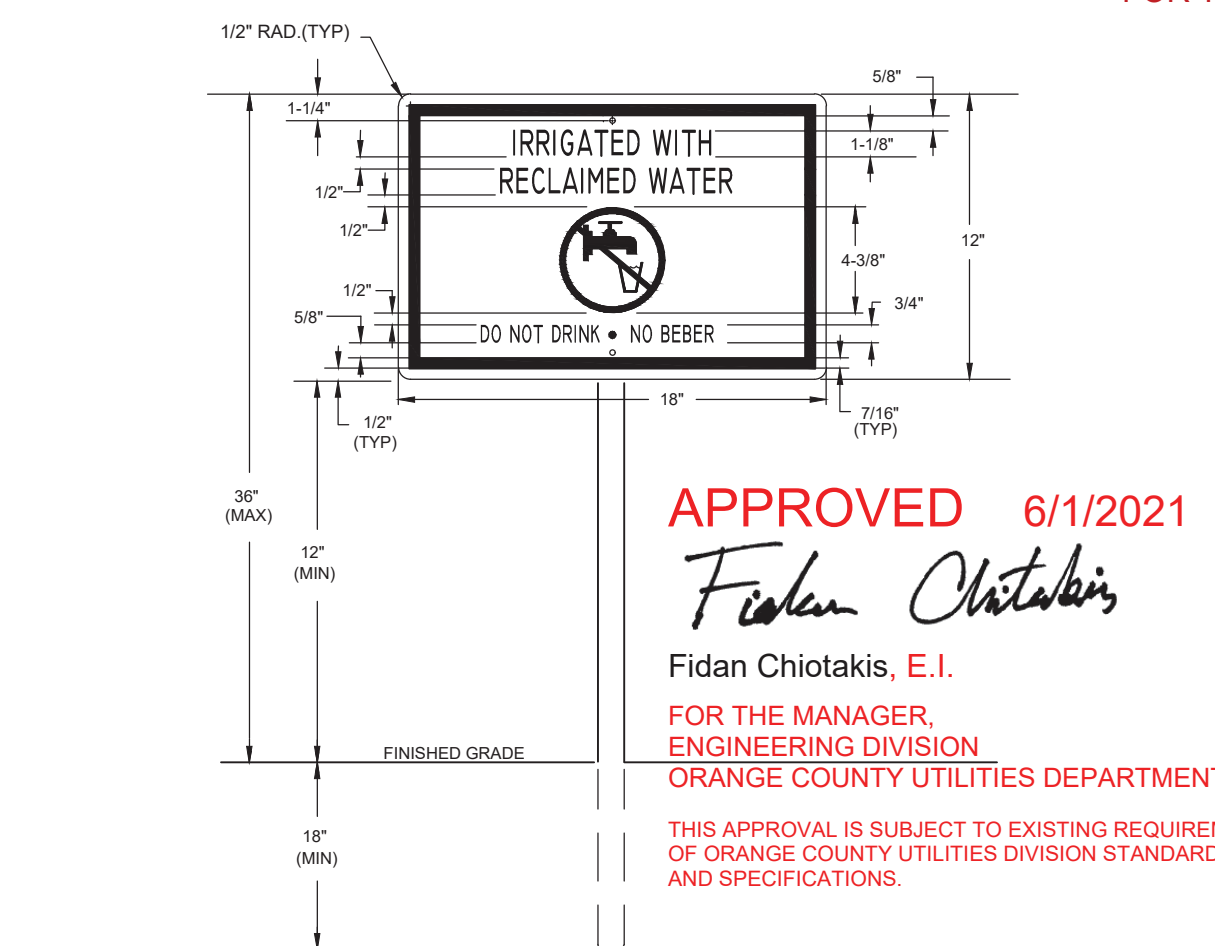 1/2" RAD.(TYP)
5/8"
1-1/4"
1-1/8"
IRRIGATED WITH
RECLAIMED WATER
1/2"
1/2"
12"
4-3/8"
1/2"
3/4"
5/8"
DO NOT DRINK • NO BEBER
18"
1/2"
(TYP)
7/16"
(TYP)
36"
(MAX)
12"
(MIN)
APPROVED 6/1/2021
Fidan Chiotakis
Fidan Chiotakis, E.I.
FOR THE MANAGER,
ENGINEERING DIVISION
ORANGE COUNTY UTILITIES DEPARTMENT
FINISHED GRADE
THIS APPROVAL IS SUBJECT TO EXISTING REQUIREM
OF ORANGE COUNTY UTILITIES DIVISION STANDARD
AND SPECIFICATIONS.
18"
(MIN)